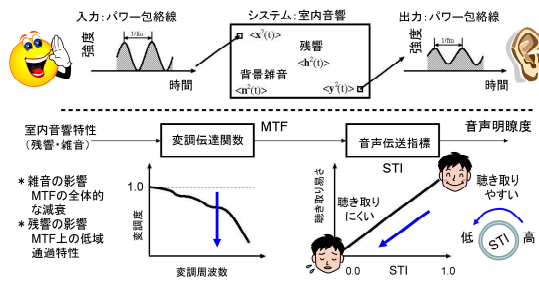 入力：パワー包絡線
システム：室内音響
出力：パワー包絡線
強度
1/fm
時間
<x²(t)>
残響
<h²(t)>
背景雑音
<n²(t)>
<y²(t)>
強度
1/fm
時間
室内音響特性
（残響・雑音）
変調伝達関数
MTF
音声伝送指標
STI
音声明瞭度
＊雑音の影響
MTFの全体的
な減衰
＊残響の影響
MTF上の低域
通過特性
1.0
変調度
変調周波数
聴き取り易さ
聴き取り
にくい
聴き取り
やすい
0.0
STI
1.0
低
STI
高